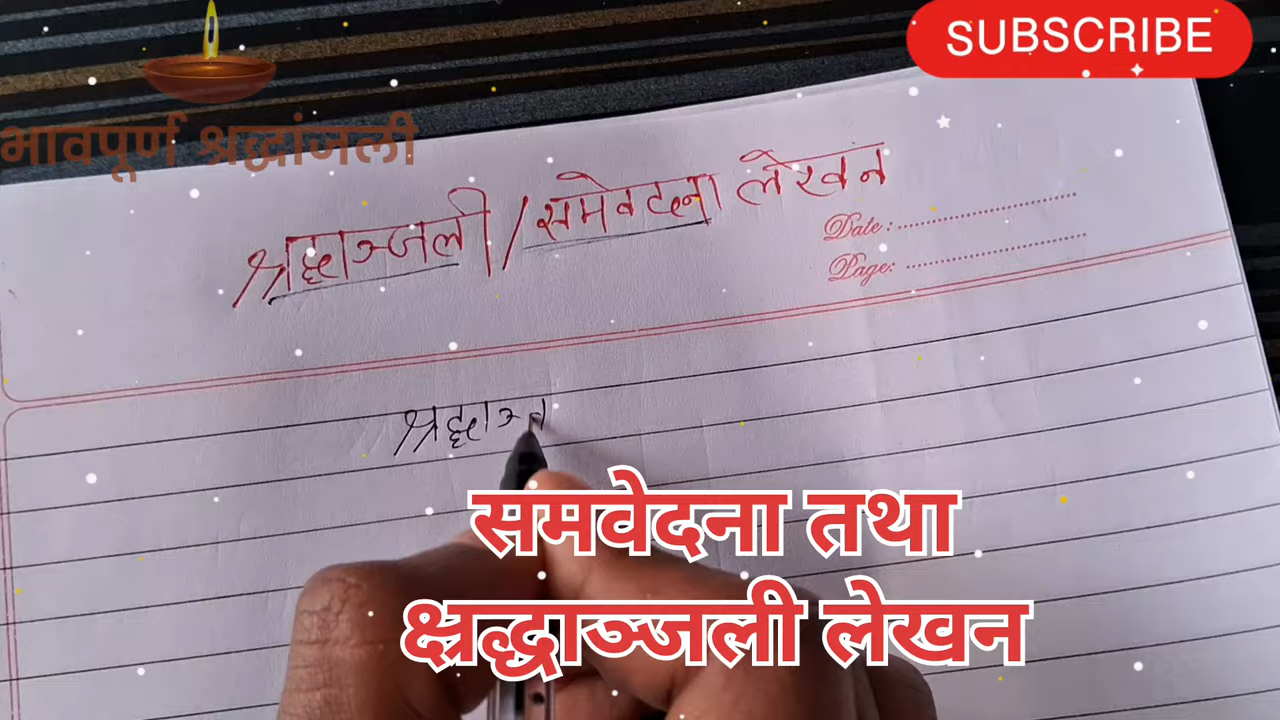 SUBSCRIBE
भावपूर्ण श्रद्धांजली
श्रद्धाञ्जली / समवेदना लेखन
Date:
Page:
श्रद्धाञ्ज
समवेदना तथा
क्ष्रद्धाञ्जली लेखन